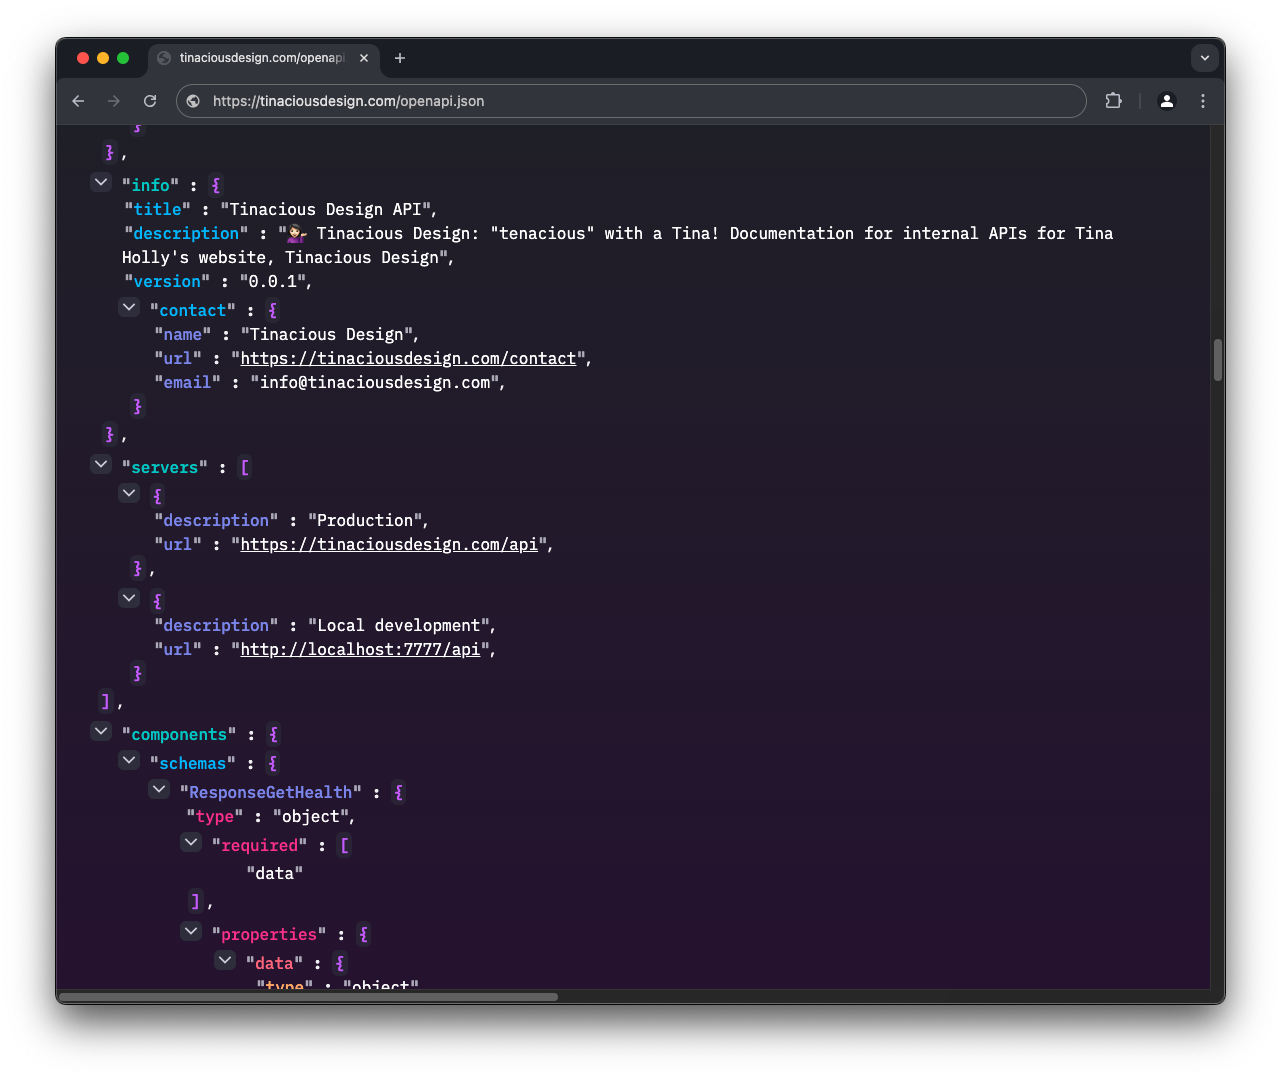 tinaciousdesign.com/openapi
https://tinaciousdesign.com/openapi.json
}
},
"info" : {
"title" : "Tinacious Design API",
"description" : "💁🏻‍♀️ Tinacious Design: "tenacious" with a Tina! Documentation for internal APIs for Tina
Holly's website, Tinacious Design",
"version" : "0.0.1",
"contact" : {
"name" : "Tinacious Design",
"url" : "https://tinaciousdesign.com/contact",
"email" : "info@tinaciousdesign.com",
}
},
"servers" : [
{
"description" : "Production",
"url" : "https://tinaciousdesign.com/api",
},
{
"description" : "Local development",
"url" : "http://localhost:7777/api",
}
],
"components" : {
"schemas" : {
"ResponseGetHealth" : {
"type" : "object",
"required" : [
"data"
],
"properties" : {
"data" : {
"type" : "object"